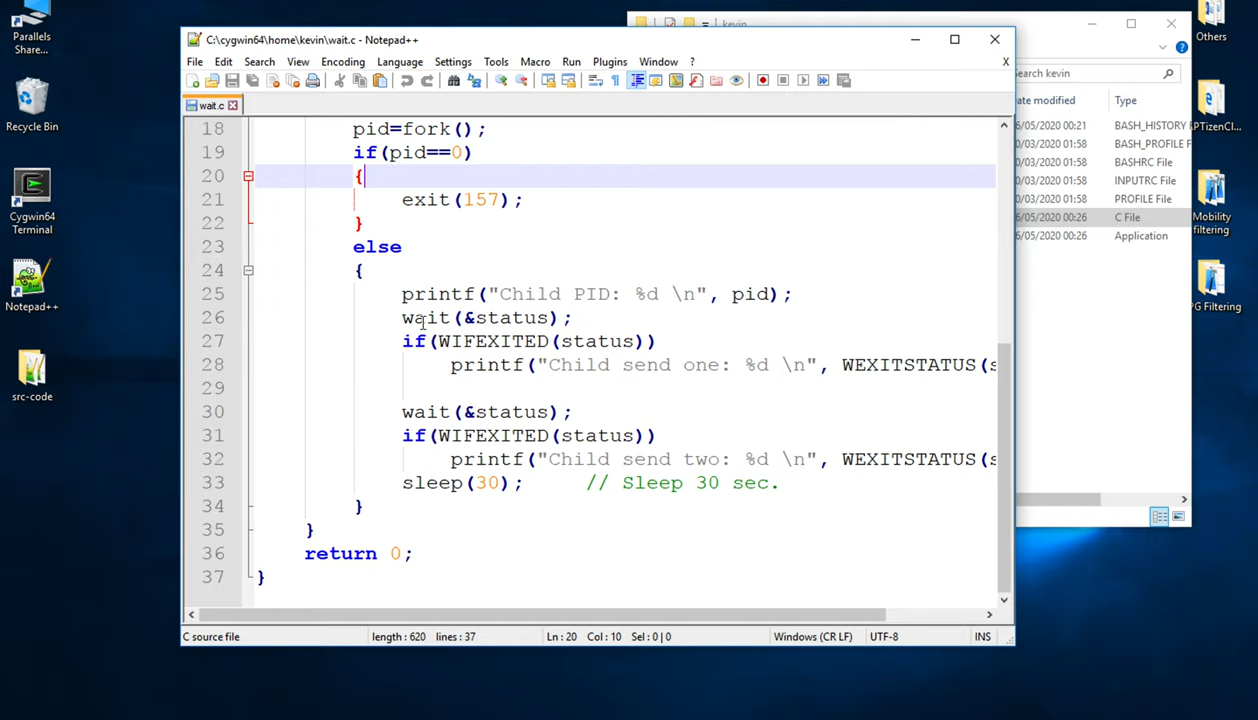 Parallels
Share...
Recycle Bin
Cygwin64
Terminal
Notepad++
src-code
C:\cygwin64\home\kevin\wait.c - Notepad++
File Edit Search View Encoding Language Settings Tools Macro Run Plugins Window ? X
wait.c
18 pid=fork();
19 if(pid==0)
20 {
21 exit(157);
22 }
23 else
24 {
25 printf("Child PID: %d \n", pid);
26 wait(&status);
27 if(WIFEXITED(status))
28 printf("Child send one: %d \n", WEXITSTATUS(s
29
30 wait(&status);
31 if(WIFEXITED(status))
32 printf("Child send two: %d \n", WEXITSTATUS(s
33 sleep(30); // Sleep 30 sec.
34 }
35 }
36 return 0;
37 }
C source file length : 620 lines : 37 Ln : 20 Col : 10 Sel : 0 | 0 Windows (CR LF) UTF-8 INS
kevin
earch kevin
ate modified Type
6/05/2020 00:21 BASH_HISTORY
0/03/2020 01:58 BASH_PROFILE F
0/03/2020 01:58 BASHRC File
0/03/2020 01:58 INPUTRC File
0/03/2020 01:58 PROFILE File
6/05/2020 00:26 C File
6/05/2020 00:26 Application
Others
PTizenCl...
Mobility
filtering
PG Filtering